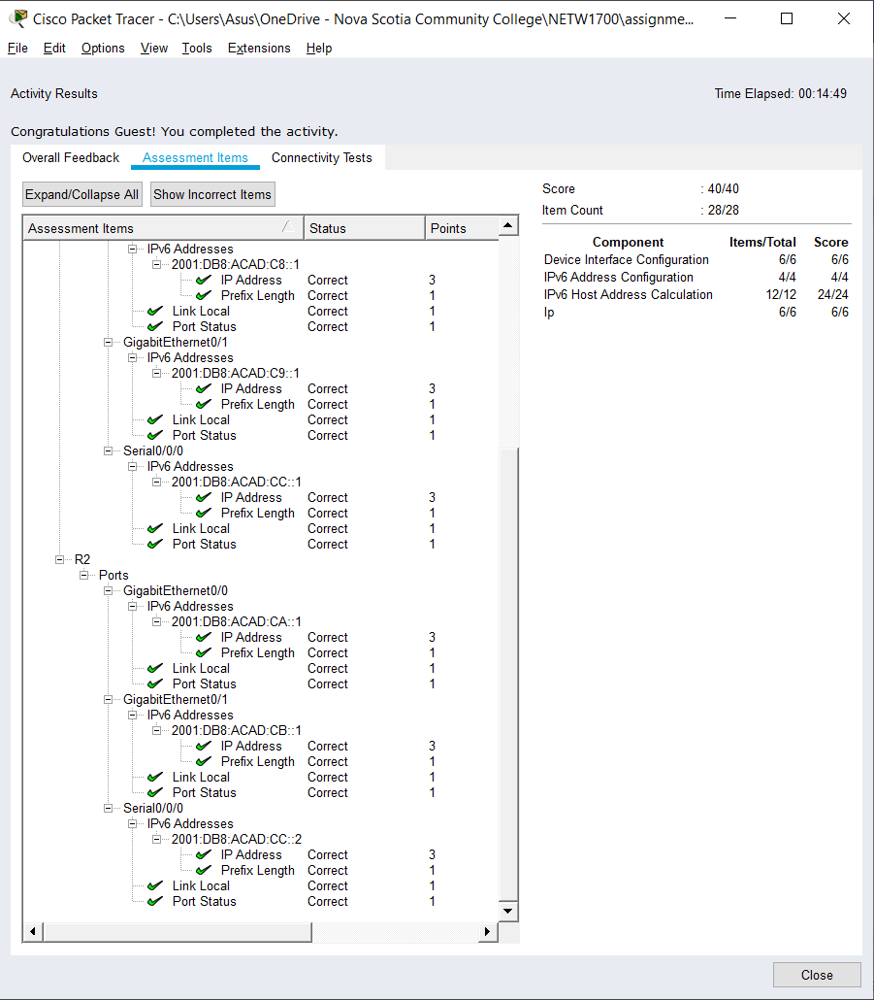 Cisco Packet Tracer - C:\Users\Asus\OneDrive - Nova Scotia Community College\NETW1700\assignme...
File Edit Options View Tools Extensions Help
Activity Results Time Elapsed: 00:14:49
Congratulations Guest! You completed the activity.
Overall Feedback Assessment Items Connectivity Tests
Expand/Collapse All Show Incorrect Items
Assessment Items Status Points
IPv6 Addresses
2001:DB8:ACAD:C8::1
IP Address Correct 3
Prefix Length Correct 1
Link Local Correct 1
Port Status Correct 1
GigabitEthernet0/1
IPv6 Addresses
2001:DB8:ACAD:C9::1
IP Address Correct 3
Prefix Length Correct 1
Link Local Correct 1
Port Status Correct 1
Serial0/0/0
IPv6 Addresses
2001:DB8:ACAD:CC::1
IP Address Correct 3
Prefix Length Correct 1
Link Local Correct 1
Port Status Correct 1
R2
Ports
GigabitEthernet0/0
IPv6 Addresses
2001:DB8:ACAD:CA::1
IP Address Correct 3
Prefix Length Correct 1
Link Local Correct 1
Port Status Correct 1
GigabitEthernet0/1
IPv6 Addresses
2001:DB8:ACAD:CB::1
IP Address Correct 3
Prefix Length Correct 1
Link Local Correct 1
Port Status Correct 1
Serial0/0/0
IPv6 Addresses
2001:DB8:ACAD:CC::2
IP Address Correct 3
Prefix Length Correct 1
Link Local Correct 1
Port Status Correct 1
Score : 40/40
Item Count : 28/28
Component Items/Total Score
Device Interface Configuration 6/6 6/6
IPv6 Address Configuration 4/4 4/4
IPv6 Host Address Calculation 12/12 24/24
Ip 6/6 6/6
Close